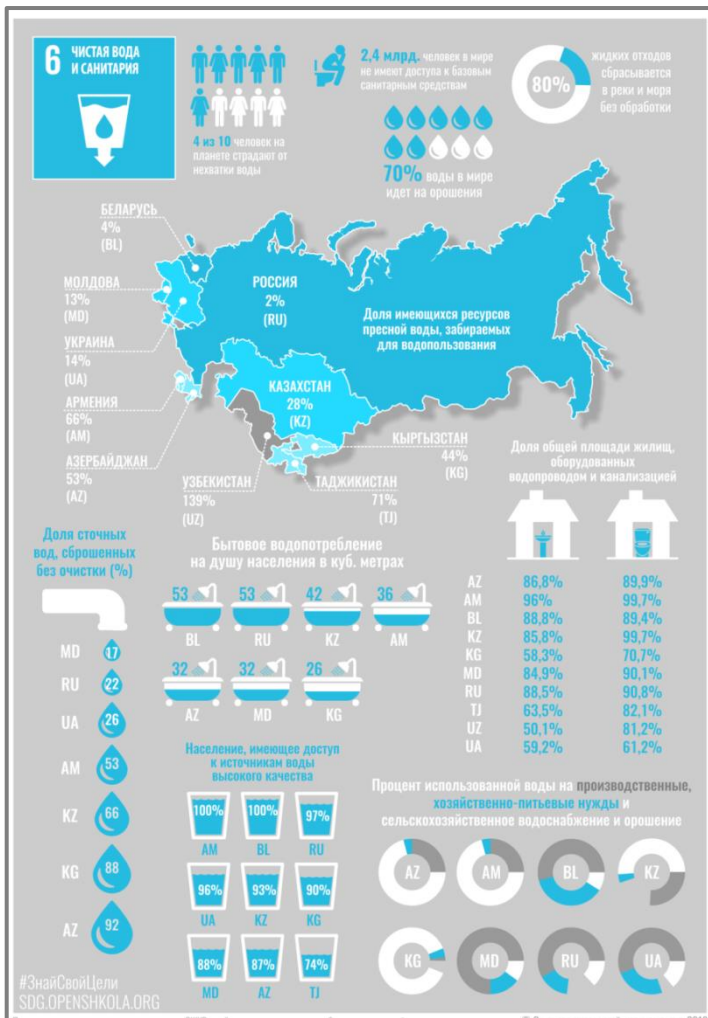 6 ЧИСТАЯ ВОДА
И САНИТАРИЯ
4 из 10 человек на
планете страдают от
нехватки воды
2,4 млрд. человек в мире
не имеют доступа к базовым
санитарным средствам
70% воды в мире
идет на орошения
80%
жидких отходов
сбрасывается
в реки и моря
без обработки
БЕЛАРУСЬ
4%
(BL)
МОЛДОВА
13%
(MD)
УКРАИНА
14%
(UA)
АРМЕНИЯ
66%
(AM)
АЗЕРБАЙДЖАН
53%
(AZ)
РОССИЯ
2%
(RU)
Доля имеющихся ресурсов
пресной воды, забираемых
для водопользования
КАЗАХСТАН
28%
(KZ)
УЗБЕКИСТАН
139%
(UZ)
ТАДЖИКИСТАН
71%
(TJ)
КЫРГЫЗСТАН
44%
(KG)
Доля общей площади жилищ,
оборудованных
водопроводом и канализацией
AZ 86,8% 89,9%
AM 96% 99,7%
BL 88,8% 89,4%
KZ 85,8% 99,7%
KG 58,3% 70,7%
MD 84,9% 90,1%
RU 88,5% 90,8%
TJ 63,5% 82,1%
UZ 50,1% 81,2%
UA 59,2% 61,2%
Доля сточных
вод, сброшенных
без очистки (%)
MD 17
RU 22
UA 26
AM 53
KZ 66
KG 88
AZ 92
Бытовое водопотребление
на душу населения в куб. метрах
53 53 42 36
BL RU KZ AM
32 32 26
AZ MD KG
Население, имеющее доступ
к источникам воды
высокого качества
100% 100% 97%
AM BL RU
96% 93% 90%
UA KZ KG
88% 87% 74%
MD AZ TJ
Процент использованной воды на производственные,
хозяйственно-питьевые нужды и
сельскохозяйственное водоснабжение и орошение
AZ AM BL KZ
KG MD RU UA
#ЗнайСвоиЦели
SDG.OPENSHKOLA.ORG